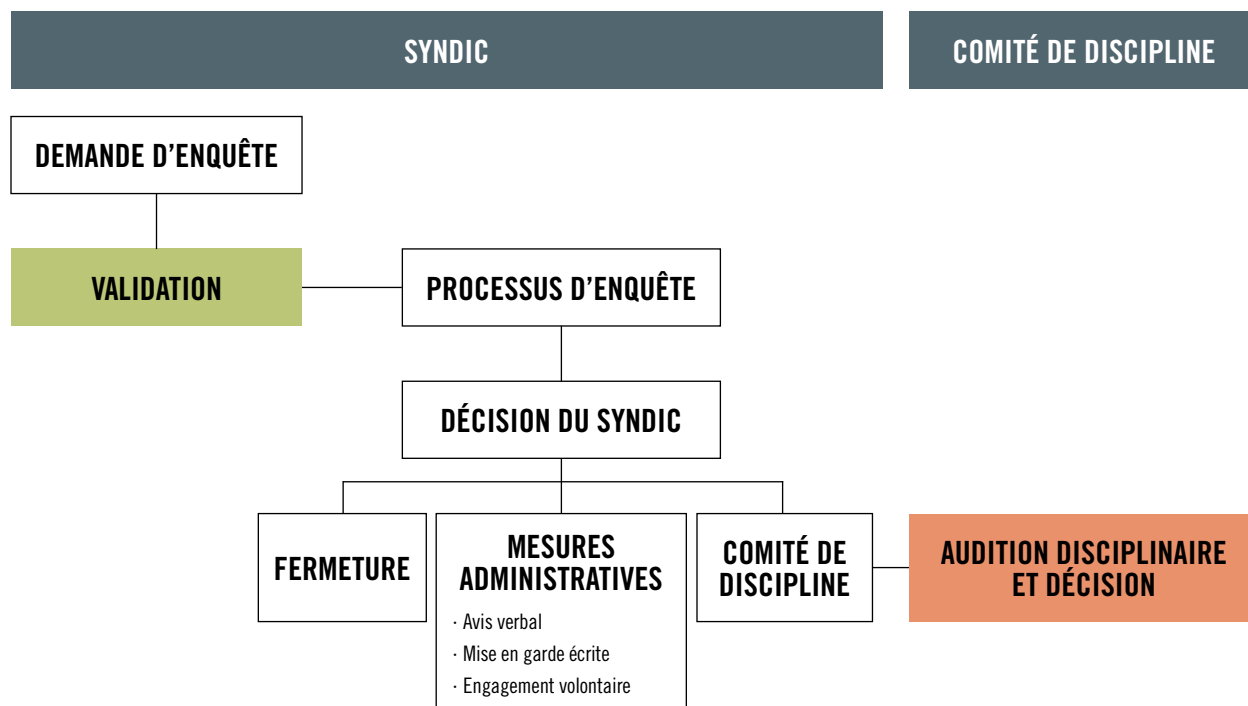 SYNDIC
COMITÉ DE DISCIPLINE
DEMANDE D’ENQUÊTE
VALIDATION
PROCESSUS D’ENQUÊTE
DÉCISION DU SYNDIC
FERMETURE
MESURES
ADMINISTRATIVES
· Avis verbal
· Mise en garde écrite
· Engagement volontaire
COMITÉ DE
DISCIPLINE
AUDITION DISCIPLINAIRE
ET DÉCISION